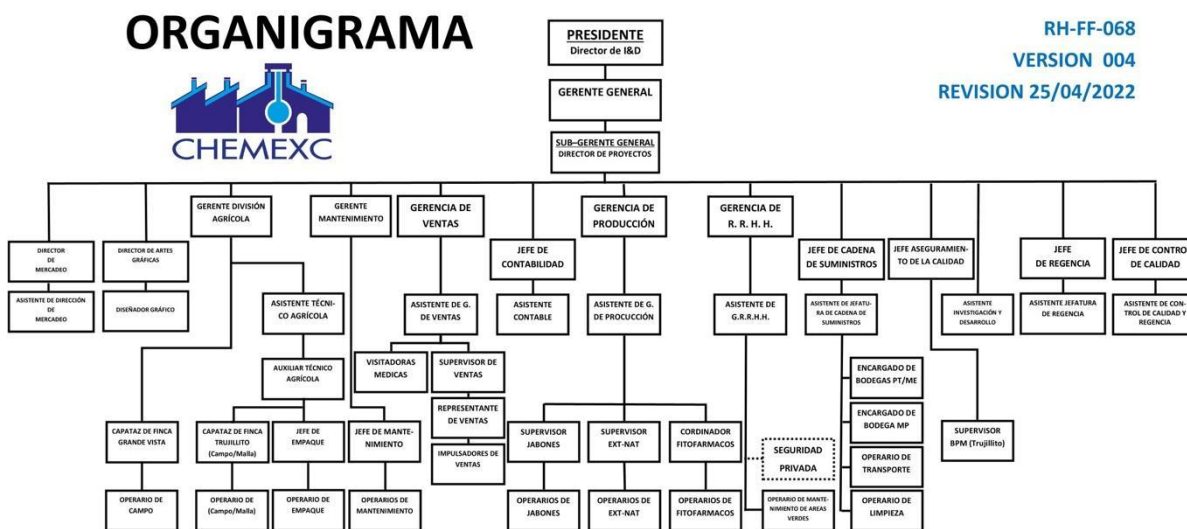 ORGANIGRAMA
CHEMEXC
RH-FF-068
VERSION 004
REVISION 25/04/2022
PRESIDENTE
Director de I&D
GERENTE GENERAL
SUB–GERENTE GENERAL
DIRECTOR DE PROYECTOS
GERENTE DIVISIÓN
AGRÍCOLA
GERENTE
MANTENIMIENTO
GERENCIA DE
VENTAS
GERENCIA DE
PRODUCCIÓN
GERENCIA DE
R. R. H. H.
DIRECTOR
DE
MERCADEO
DIRECTOR DE ARTES
GRÁFICAS
JEFE DE
CONTABILIDAD
JEFE DE CADENA
DE SUMINISTROS
JEFE ASEGURAMIEN-
TO DE LA CALIDAD
JEFE
DE REGENCIA
JEFE DE CONTROL
DE CALIDAD
ASISTENTE DE DIRECCIÓN
DE
MERCADEO
DISEÑADOR GRÁFICO
ASISTENTE TÉCNI-
CO AGRÍCOLA
ASISTENTE DE G.
DE VENTAS
ASISTENTE
CONTABLE
ASISTENTE DE G.
DE PROCUCCIÓN
ASISTENTE DE
G.R.R.H.H.
ASISTENTE DE JEFATU-
RA DE CADENA DE
SUMINISTROS
ASISTENTE
INVESTIGACIÓN Y
DESARROLLO
ASISTENTE JEFATURA
DE REGENCIA
ASISTENTE DE CON-
TROL DE CALIDAD Y
REGENCIA
AUXILIAR TÉCNICO
AGRÍCOLA
VISITADORAS
MEDICAS
SUPERVISOR DE
VENTAS
ENCARGADO DE
BODEGAS PT/ME
REPRESENTANTE
DE VENTAS
ENCARGADO DE
BODEGA MP
CAPATAZ DE FINCA
GRANDE VISTA
CAPATAZ DE FINCA
TRUJILLITO
(Campo/Malla)
JEFE DE
EMPAQUE
JEFE DE MANTE-
NIMIENTO
IMPULSADORES DE
VENTAS
SUPERVISOR
JABONES
SUPERVISOR
EXT-NAT
CORDINADOR
FITOFARMACOS
SEGURIDAD
PRIVADA
OPERARIO DE
TRANSPORTE
SUPERVISOR
BPM (Trujillito)
OPERARIO DE
CAMPO
OPERARIO DE
(Campo/Malla)
OPERARIO DE
EMPAQUE
OPERARIOS DE
MANTENIMIENTO
OPERARIOS DE
JABONES
OPERARIOS DE
EXT-NAT
OPERARIOS DE
FITOFARMACOS
OPERARIO DE MANTE-
NIMIENTO DE AREAS
VERDES
OPERARIO DE
LIMPIEZA